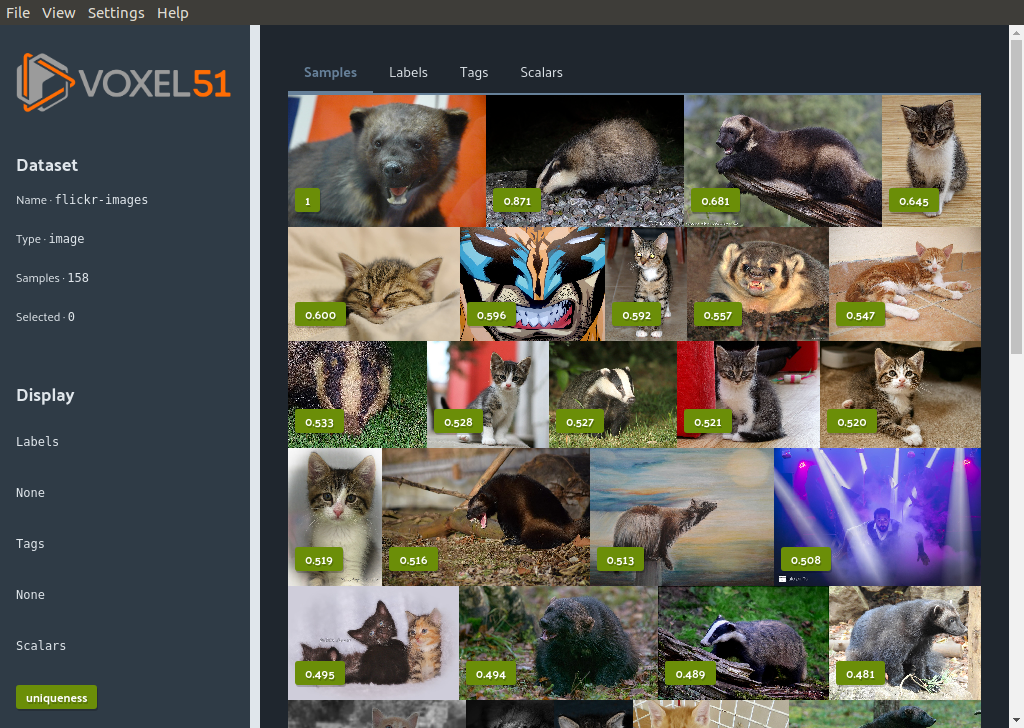 File View Settings Help
VOXEL51
Samples Labels Tags Scalars
Dataset
Name · flickr-images
Type · image
Samples · 158
Selected · 0
Display
Labels
None
Tags
None
Scalars
uniqueness
1 0.871 0.681 0.645
0.600 0.596 0.592 0.557 0.547
0.533 0.528 0.527 0.521 0.520
0.519 0.516 0.513 0.508
0.495 0.494 0.489 0.481